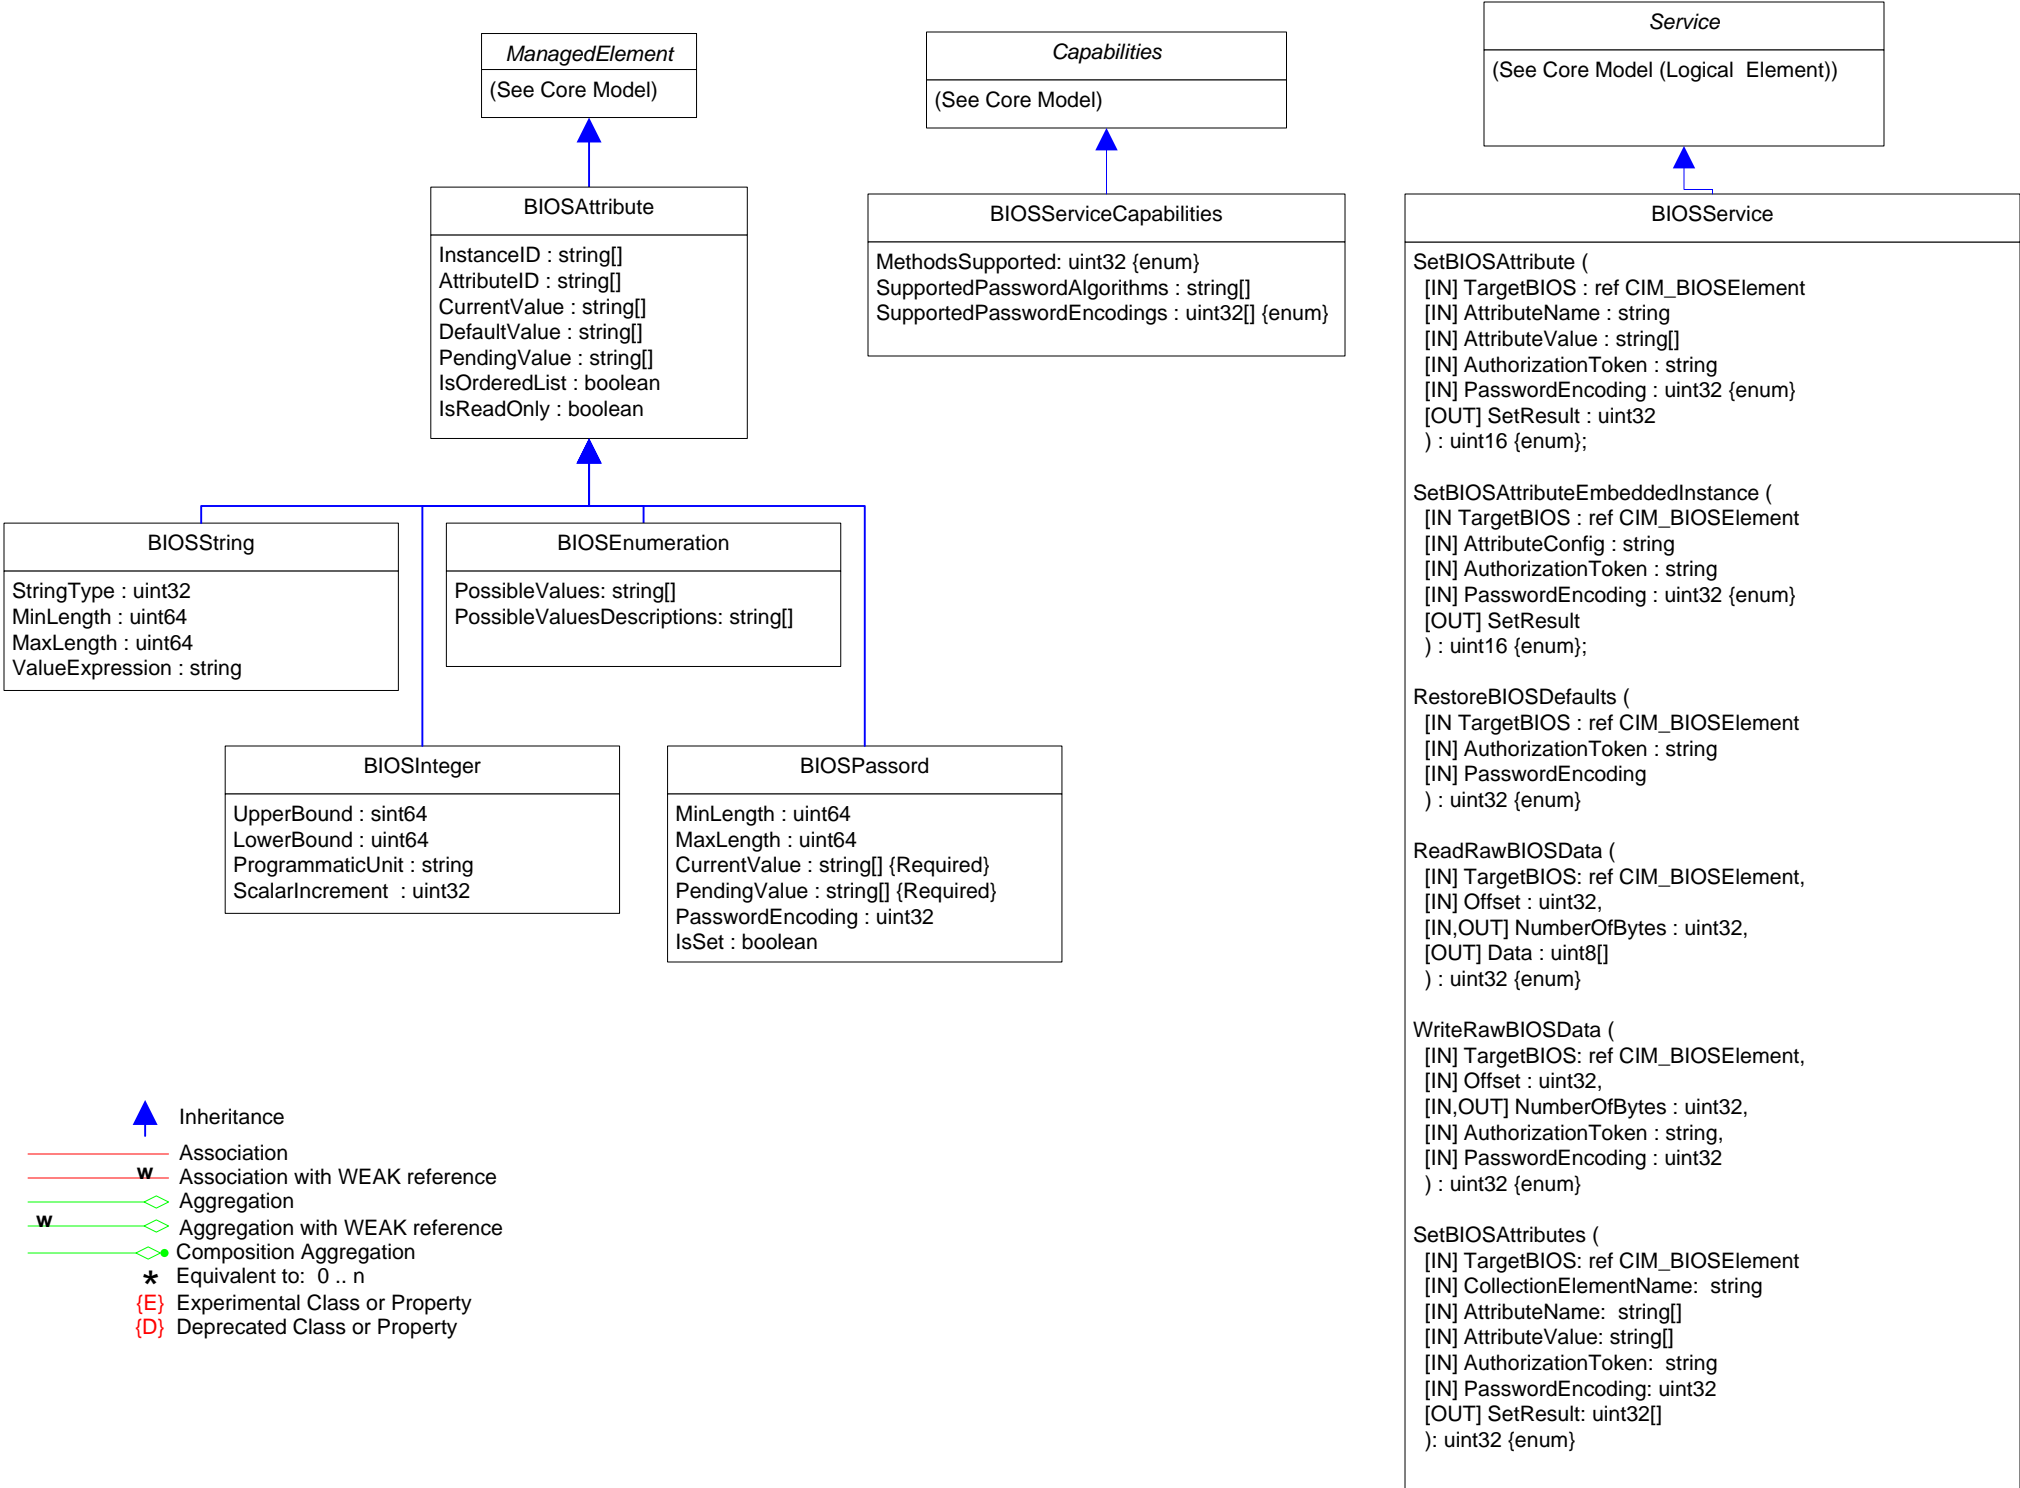 ManagedElement
(See Core Model)
Capabilities
(See Core Model)
Service
(See Core Model (Logical  Element))
BIOSAttribute
InstanceID : string[]
AttributeID : string[]
CurrentValue : string[]
DefaultValue : string[]
PendingValue : string[]
IsOrderedList : boolean
IsReadOnly : boolean
BIOSServiceCapabilities
MethodsSupported: uint32 {enum}
SupportedPasswordAlgorithms : string[]
SupportedPasswordEncodings : uint32[] {enum}
BIOSString
StringType : uint32
MinLength : uint64
MaxLength : uint64
ValueExpression : string
BIOSEnumeration
PossibleValues: string[]
PossibleValuesDescriptions: string[]
BIOSInteger
UpperBound : sint64
LowerBound : uint64
ProgrammaticUnit : string
ScalarIncrement  : uint32
BIOSPassord
MinLength : uint64
MaxLength : uint64
CurrentValue : string[] {Required}
PendingValue : string[] {Required}
PasswordEncoding : uint32
IsSet : boolean
BIOSService
SetBIOSAttribute (
[IN] TargetBIOS : ref CIM_BIOSElement
[IN] AttributeName : string
[IN] AttributeValue : string[]
[IN] AuthorizationToken : string
[IN] PasswordEncoding : uint32 {enum}
[OUT] SetResult : uint32
) : uint16 {enum};
SetBIOSAttributeEmbeddedInstance (
[IN TargetBIOS : ref CIM_BIOSElement
[IN] AttributeConfig : string
[IN] AuthorizationToken : string
[IN] PasswordEncoding : uint32 {enum}
[OUT] SetResult
) : uint16 {enum};
RestoreBIOSDefaults (
[IN TargetBIOS : ref CIM_BIOSElement
[IN] AuthorizationToken : string
[IN] PasswordEncoding
) : uint32 {enum}
ReadRawBIOSData (
[IN] TargetBIOS: ref CIM_BIOSElement,
[IN] Offset : uint32,
[IN,OUT] NumberOfBytes : uint32,
[OUT] Data : uint8[]
) : uint32 {enum}
WriteRawBIOSData (
[IN] TargetBIOS: ref CIM_BIOSElement,
[IN] Offset : uint32,
[IN,OUT] NumberOfBytes : uint32,
[IN] AuthorizationToken : string,
[IN] PasswordEncoding : uint32
) : uint32 {enum}
SetBIOSAttributes (
[IN] TargetBIOS: ref CIM_BIOSElement
[IN] CollectionElementName:  string
[IN] AttributeName:  string[]
[IN] AttributeValue: string[]
[IN] AuthorizationToken:  string
[IN] PasswordEncoding: uint32
[OUT] SetResult: uint32[]
): uint32 {enum}
Inheritance
Association
w Association with WEAK reference
Aggregation
w Aggregation with WEAK reference
Composition Aggregation
* Equivalent to:  0 .. n
{E} Experimental Class or Property
{D} Deprecated Class or Property